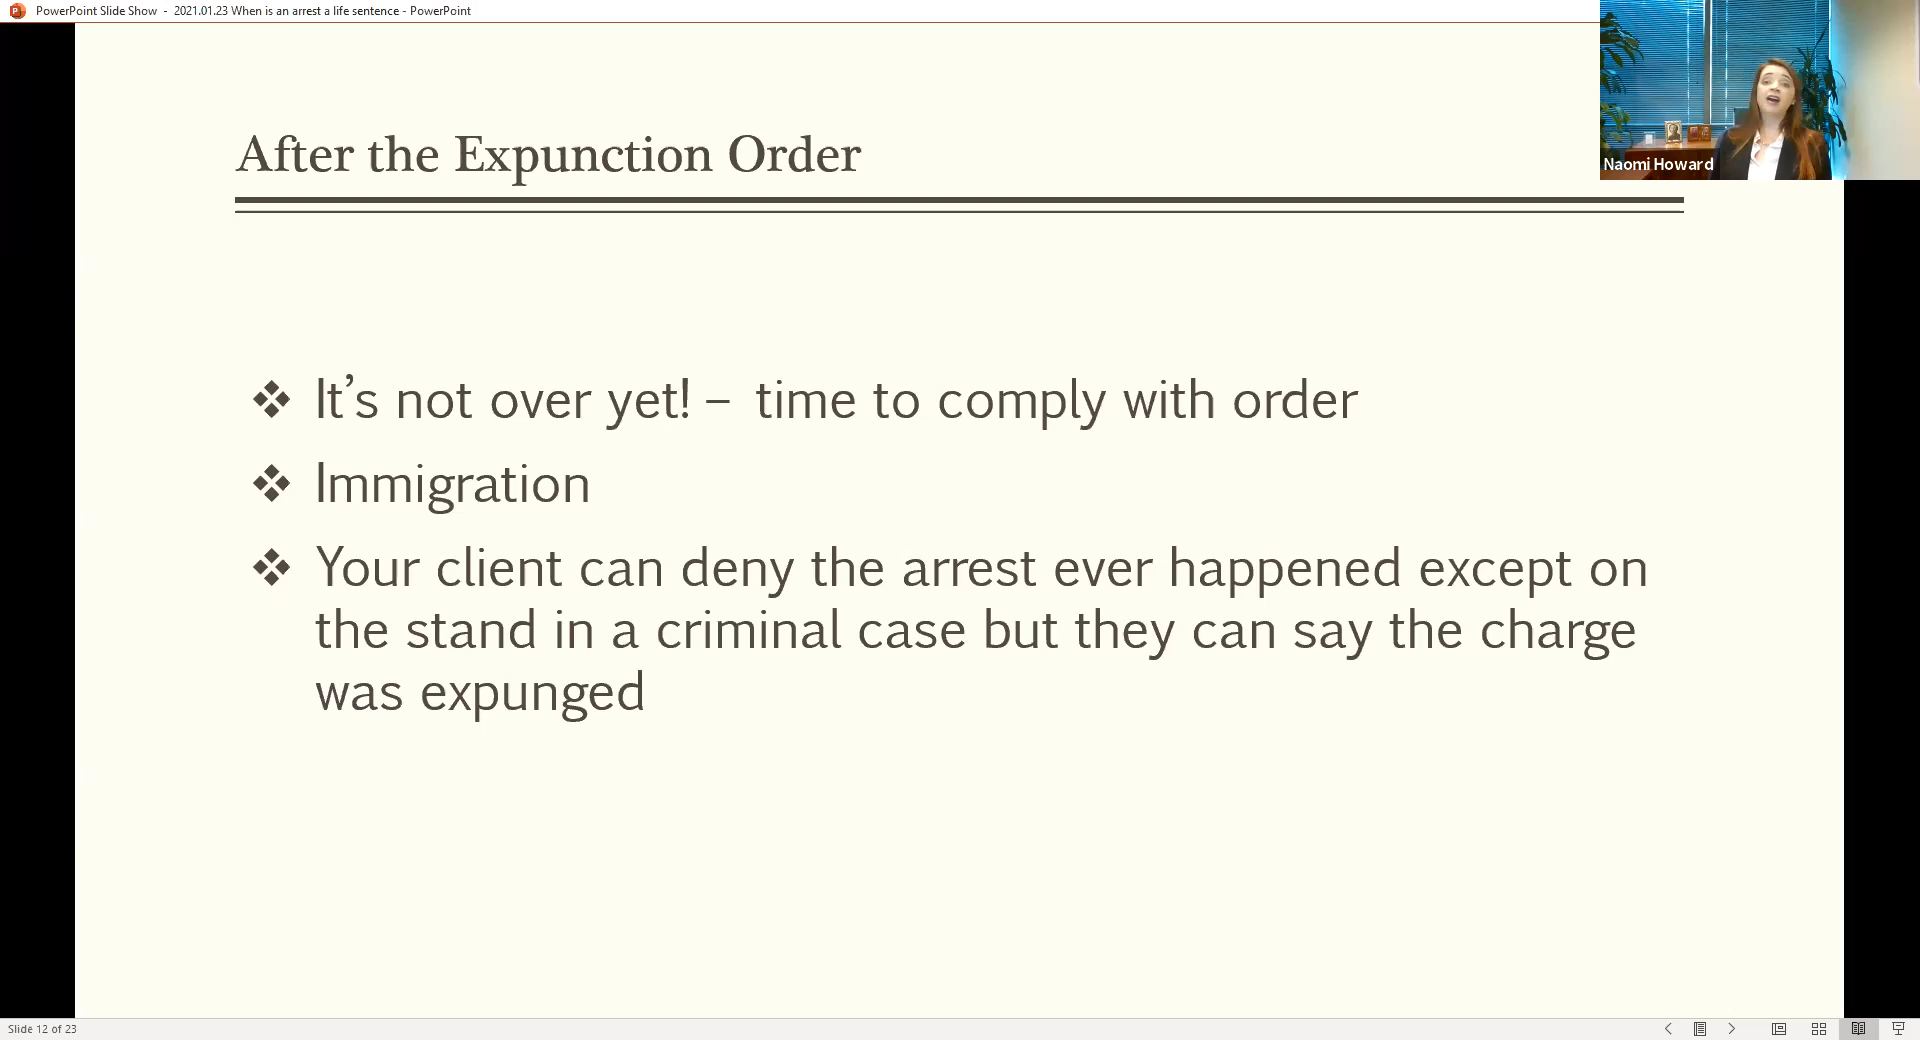 PowerPoint Slide Show - 2021.01.23 When is an arrest a life sentence - PowerPoint
Naomi Howard
After the Expunction Order
❖ It’s not over yet! – time to comply with order
❖ Immigration
❖ Your client can deny the arrest ever happened except on
the stand in a criminal case but they can say the charge
was expunged
Slide 12 of 23